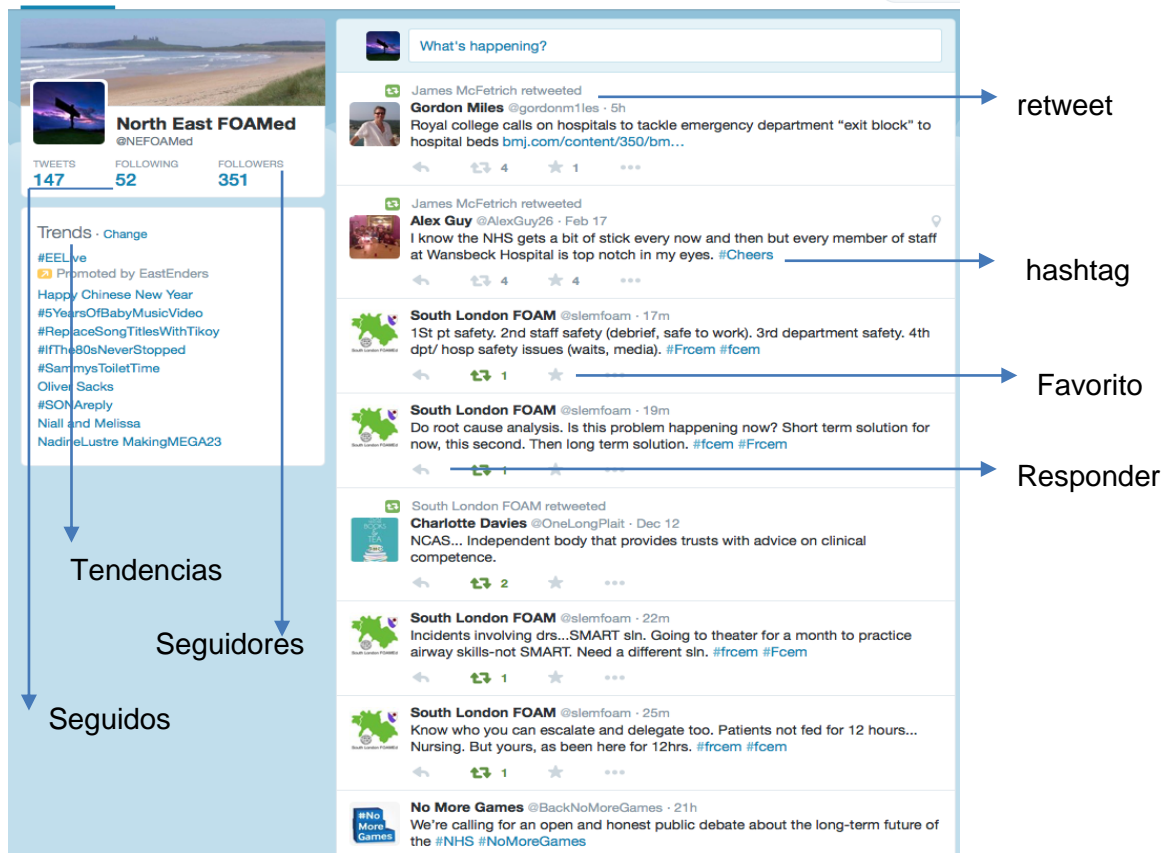 North East FOAMed
@NEFOAMed
TWEETS FOLLOWING FOLLOWERS
147 52 351
Trends · Change
#EELive
Promoted by EastEnders
Happy Chinese New Year
#5YearsOfBabyMusicVideo
#ReplaceSongTitlesWithTikoy
#IfThe80sNeverStopped
#SammysToiletTime
Oliver Sacks
#SONAreply
Niall and Melissa
NadineLustre MakingMEGA23
Tendencias
Seguidores
Seguidos
What's happening?
James McFetrich retweeted
Gordon Miles @gordonm1les · 5h
Royal college calls on hospitals to tackle emergency department “exit block” to
hospital beds bmj.com/content/350/bm…
4 1
James McFetrich retweeted
Alex Guy @AlexGuy26 · Feb 17
I know the NHS gets a bit of stick every now and then but every member of staff
at Wansbeck Hospital is top notch in my eyes. #Cheers
4 4
South London FOAM @slemfoam · 17m
1St pt safety. 2nd staff safety (debrief, safe to work). 3rd department safety. 4th
dpt/ hosp safety issues (waits, media). #Frcem #fcem
1
South London FOAM @slemfoam · 19m
Do root cause analysis. Is this problem happening now? Short term solution for
now, this second. Then long term solution. #fcem #Frcem
1
South London FOAM retweeted
Charlotte Davies @OneLongPlait · Dec 12
NCAS... Independent body that provides trusts with advice on clinical
competence.
2
BOOKS
&
TEA
South London FOAM @slemfoam · 22m
Incidents involving drs...SMART sln. Going to theater for a month to practice
airway skills-not SMART. Need a different sln. #frcem #Fcem
1
South London FOAM @slemfoam · 25m
Know who you can escalate and delegate too. Patients not fed for 12 hours...
Nursing. But yours, as been here for 12hrs. #frcem #fcem
1
#No
More
Games
No More Games @BackNoMoreGames · 21h
We're calling for an open and honest public debate about the long-term future of
the #NHS #NoMoreGames
retweet
hashtag
Favorito
Responder